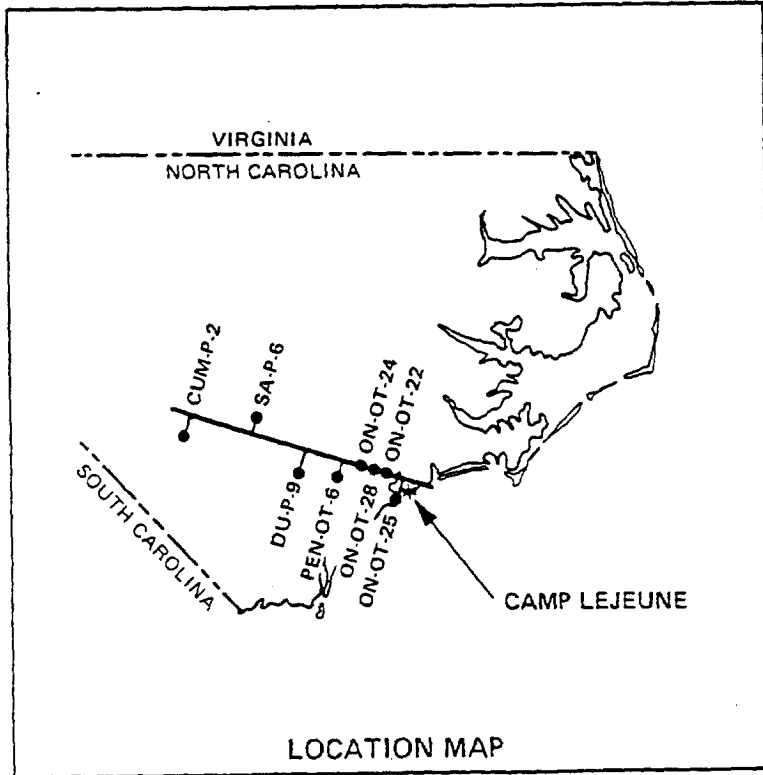 VIRGINIA
NORTH CAROLINA
CUM-P-2
SA-P-6
ON-OT-24
ON-OT-22
DU-P-9
PEN-OT-6
ON-OT-28
ON-OT-25
SOUTH CAROLINA
CAMP LEJEUNE
LOCATION MAP